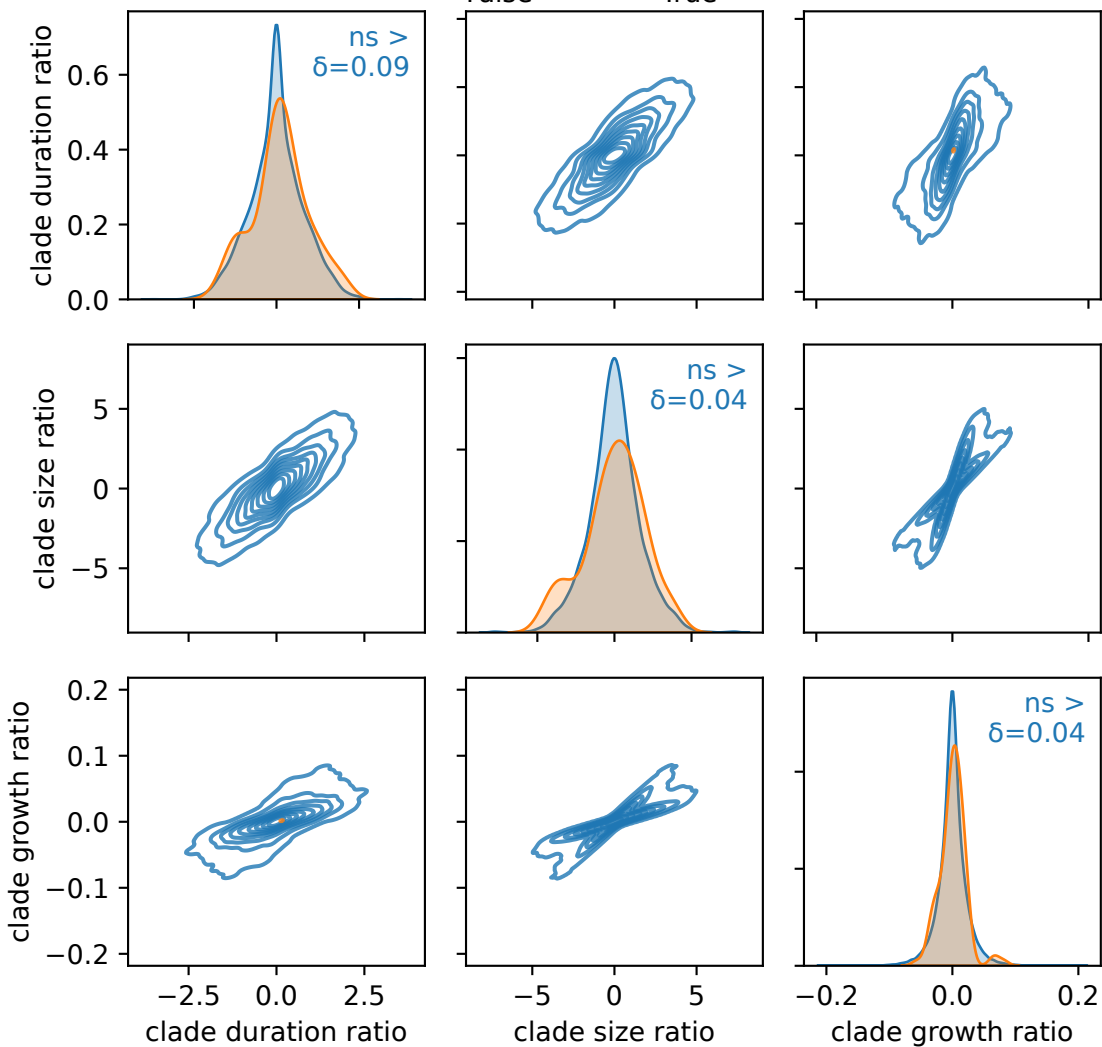 clade duration ratio
0.6
0.4
0.2
0.0
ns >
δ=0.09
clade size ratio
5
0
−5
ns >
δ=0.04
clade growth ratio
0.2
0.1
0.0
−0.1
−0.2
ns >
δ=0.04
−2.5 0.0 2.5
−5 0 5
−0.2 0.0 0.2
clade duration ratio
clade size ratio
clade growth ratio